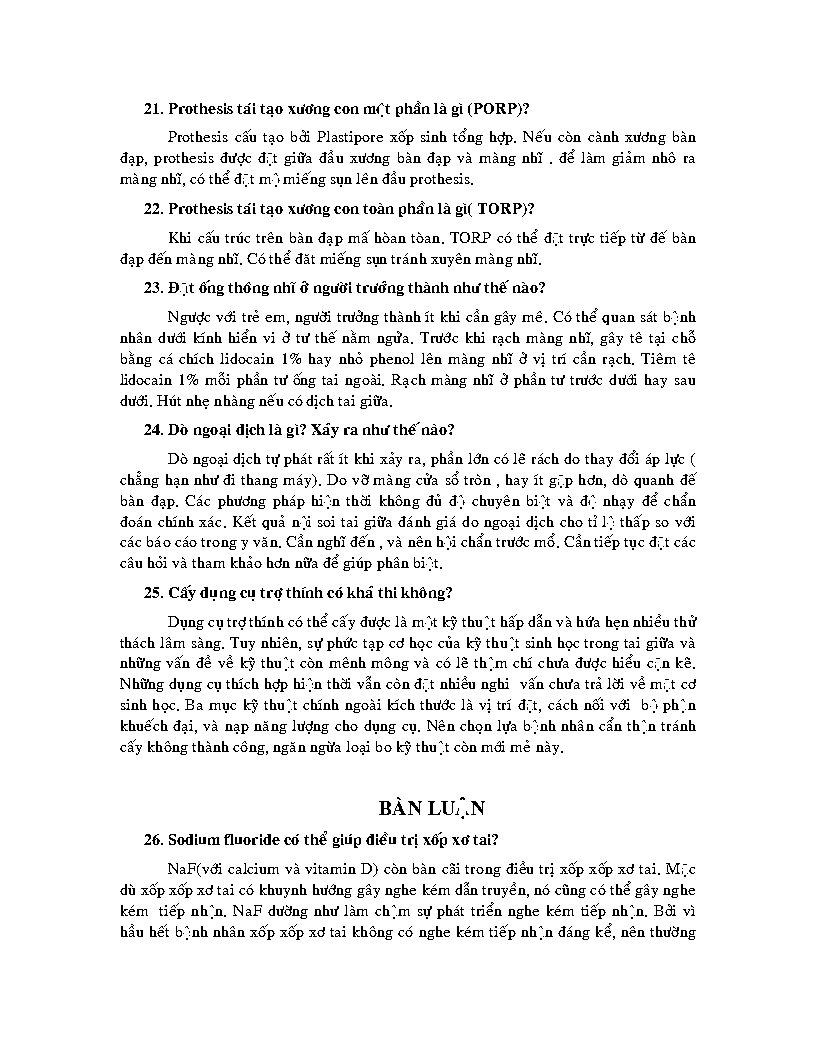 21. Prothesis tái tạo xương con một phần là gì (PORP)?
Prothesis cấu tạo bởi Plastipore xốp sinh tổng hợp. Nếu còn cành xương bàn
đạp, prothesis được đặt giữa đầu xương bàn đạp và màng nhĩ . để làm giảm nhô ra
màng nhĩ, có thể đặt mộ miếng sụn lên đầu prothesis.
22. Prothesis tái tạo xương con toàn phần là gì( TORP)?
Khi cấu trúc trên bàn đạp mấ hòan tòan. TORP có thể đặt trực tiếp từ đế bàn
đạp đến màng nhĩ. Có thể đăt miếng sụn tránh xuyên màng nhĩ.
23. Đặt ống thông nhĩ ở người trưởng thành như thế nào?
Ngược với trẻ em, người trưởng thành ít khi cần gây mê. Có thể quan sát bệnh
nhân dưới kính hiển vi ở tư thế nằm ngửa. Trước khi rạch màng nhĩ, gây tê tại chỗ
bằng cá chích lidocain 1% hay nhỏ phenol lên màng nhĩ ở vị trí cần rạch. Tiêm tê
lidocain 1% mỗi phần tư ống tai ngoài. Rạch màng nhĩ ở phần tư trước dưới hay sau
dưới. Hút nhẹ nhàng nếu có dịch tai giữa.
24. Dò ngoại dịch là gì? Xảy ra như thế nào?
Dò ngoại dịch tự phát rất ít khi xảy ra, phần lớn có lẽ rách do thay đổi áp lực (
chẳng hạn như đi thang máy). Do vỡ màng cửa sổ tròn , hay ít gặp hơn, dò quanh đế
bàn đạp. Các phương pháp hiện thời không đủ độ chuyên biệt và độ nhạy để chẩn
đoán chính xác. Kết quả nội soi tai giữa đánh giá do ngoại dịch cho tỉ lệ thấp so với
các báo cáo trong y văn. Cần nghĩ đến , và nên hội chẩn trước mổ. Cần tiếp tục đặt các
câu hỏi và tham khảo hơn nữa để giúp phân biệt.
25. Cấy dụng cụ trợ thính có khả thi không?
Dụng cụ trợ thính có thể cấy được là một kỹ thuật hấp dẫn và hứa hẹn nhiều thử
thách lâm sàng. Tuy nhiên, sự phức tạp cơ học của kỹ thuật sinh học trong tai giữa và
những vấn đề về kỹ thuật còn mênh mông và có lẽ thậm chí chưa được hiểu cặn kẽ.
Những dụng cụ thích hợp hiện thời vẫn còn đặt nhiều nghi vấn chưa trả lời về mặt cơ
sinh học. Ba mục kỹ thuật chính ngoài kích thước là vị trí đặt, cách nối với bộ phận
khuếch đại, và nạp năng lượng cho dụng cụ. Nên chọn lựa bệnh nhân cẩn thận tránh
cấy không thành công, ngăn ngừa loại bo kỹ thuật còn mới mẻ này.
BÀN LUẬN
26. Sodium fluoride có thể giúp điều trị xốp xơ tai?
NaF(với calcium và vitamin D) còn bàn cãi trong điều trị xốp xốp xơ tai. Mặc
dù xốp xốp xơ tai có khuynh hướng gây nghe kém dẫn truyền, nó cũng có thể gây nghe
kém tiếp nhận. NaF dường như làm chậm sự phát triển nghe kém tiếp nhận. Bởi vì
hầu hết bệnh nhân xốp xốp xơ tai không có nghe kém tiếp nhận đáng kể, nên thường